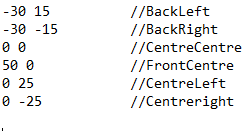 -30 15 //BackLeft
-30 -15 //BackRight
0 0 //CentreCentre
50 0 //FrontCentre
0 25 //CentreLeft
0 -25 //Centreright